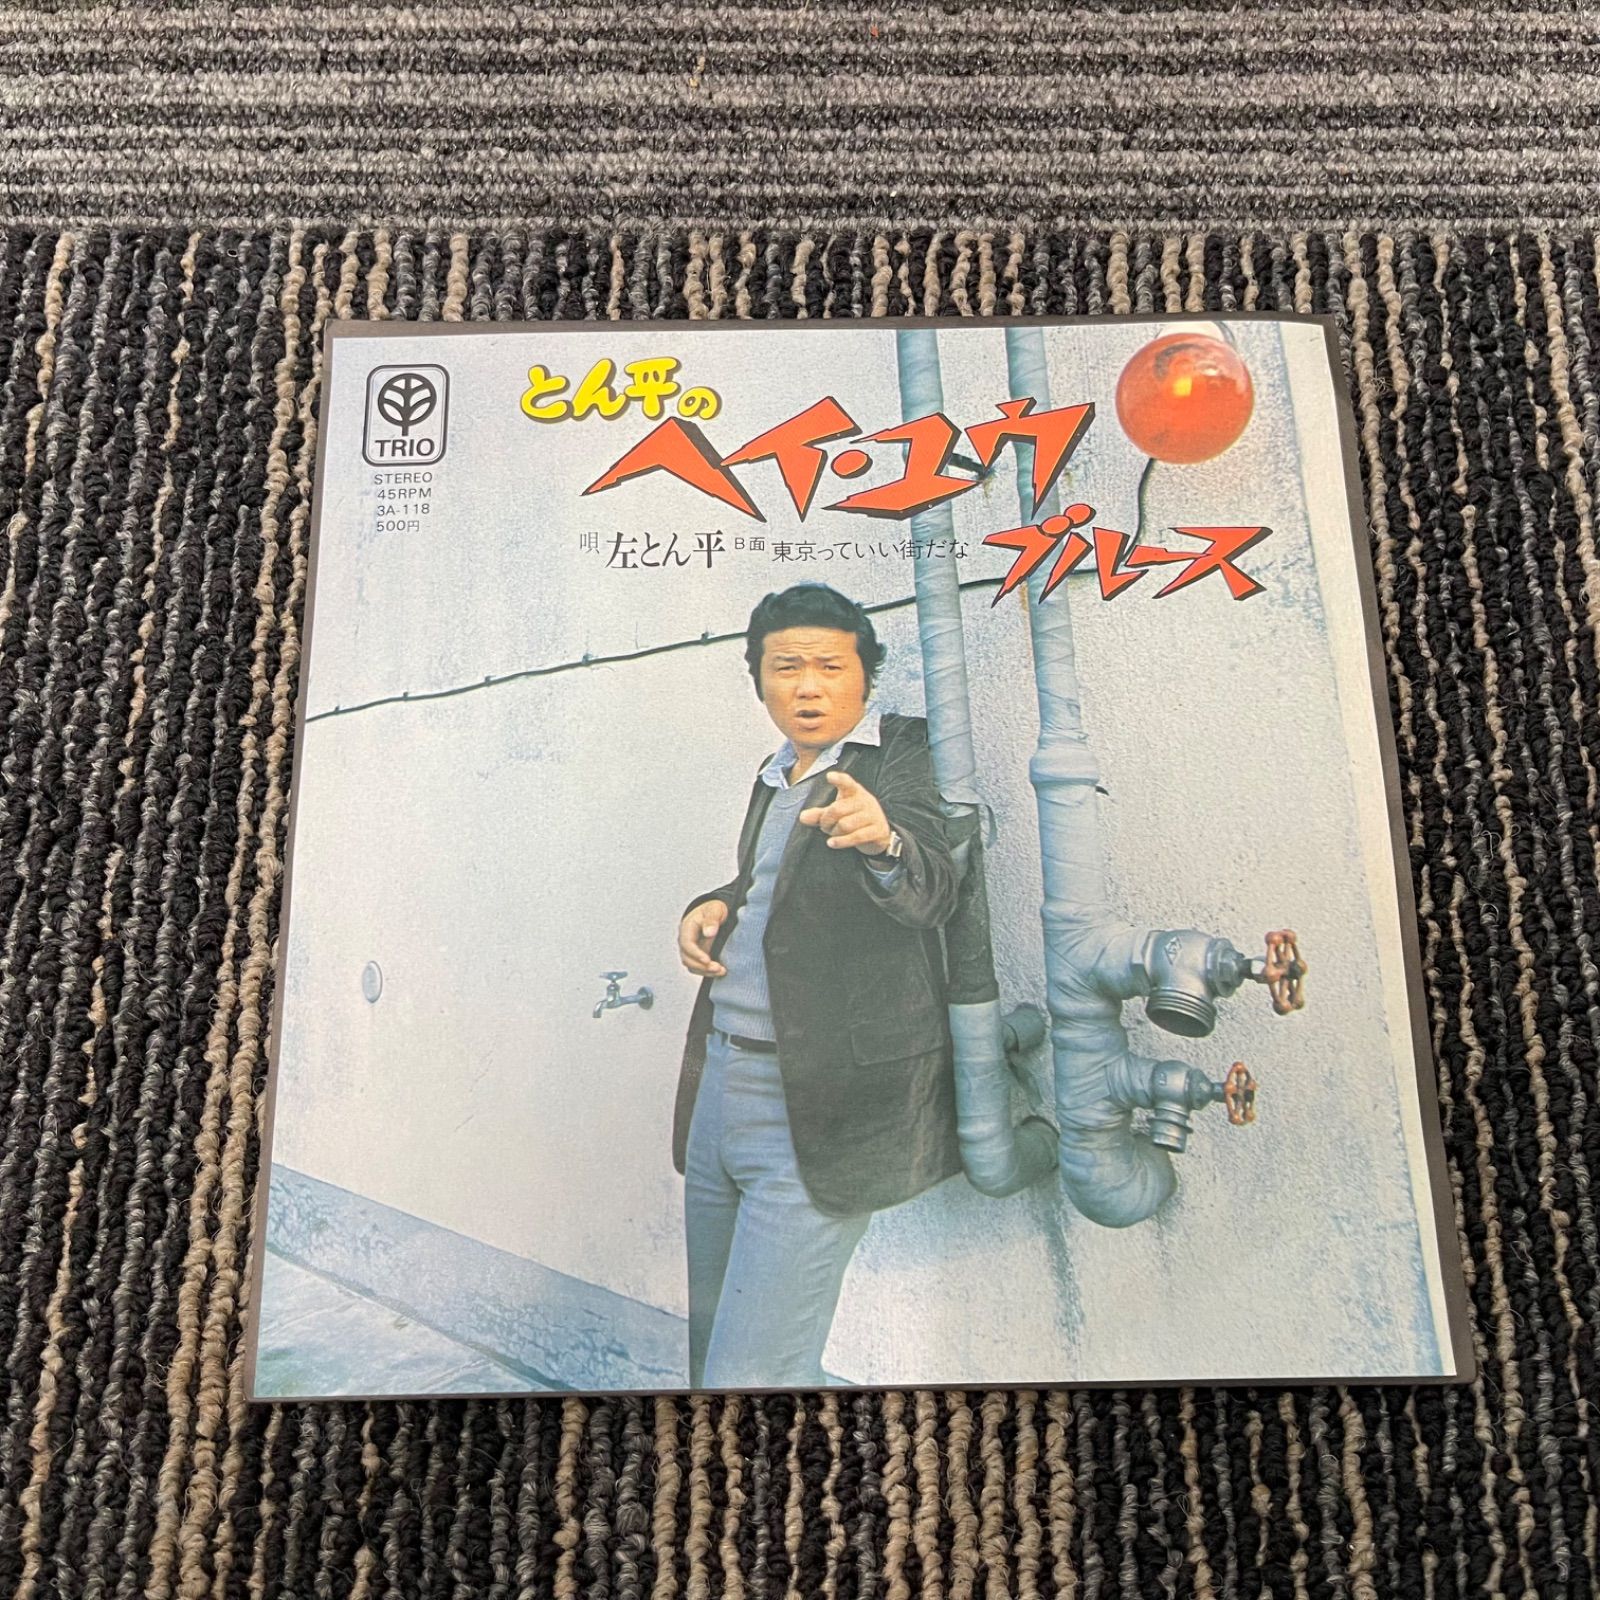 TRIO
STEREO
45RPM
3A-118
500円
とん平の
ヘイ・ユウ
ブルース
唄 左とん平 B面 東京っていい街だな